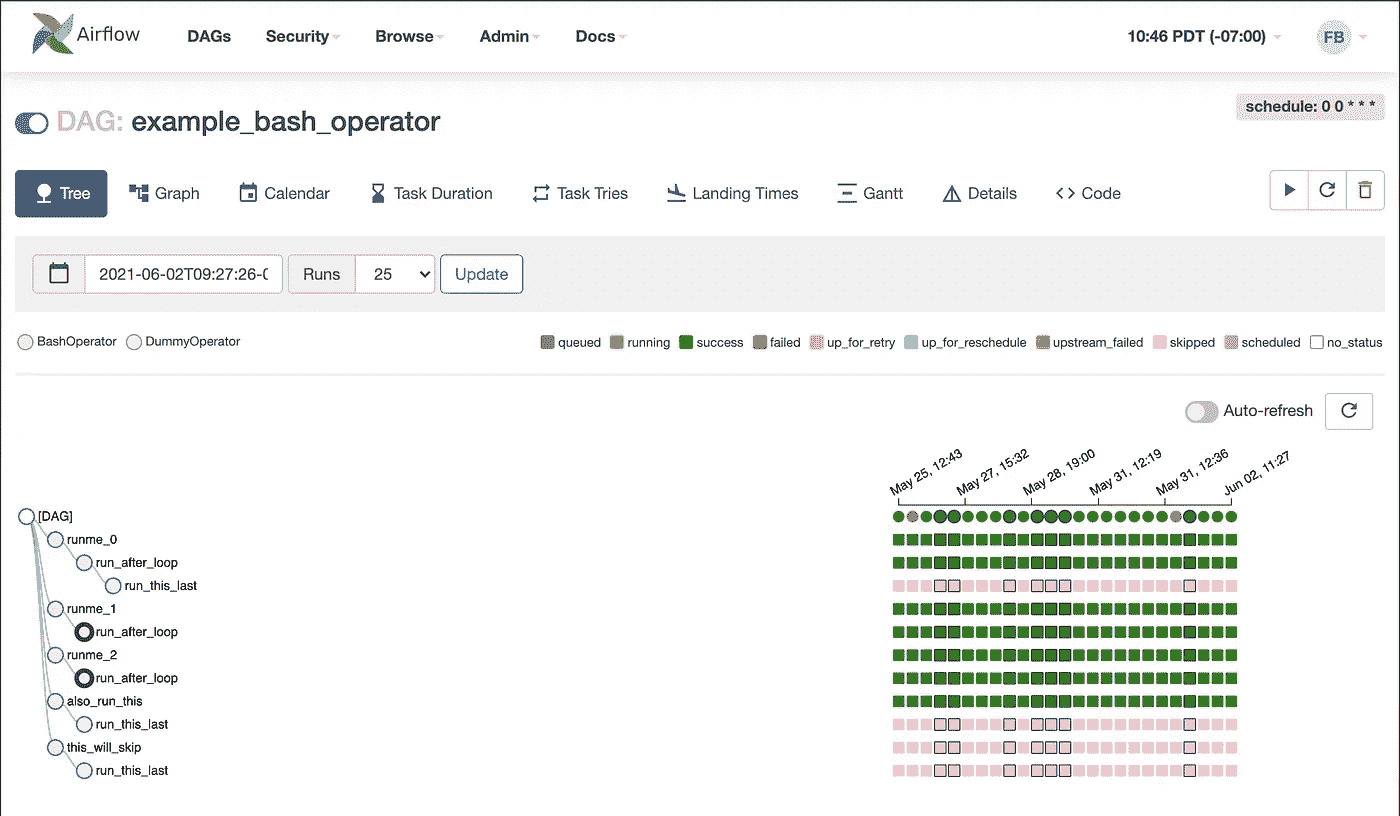 Airflow DAGs Security Browse Admin Docs 10:46 PDT (-07:00) FB
DAG: example_bash_operator schedule: 0 0 * * *
Tree Graph Calendar Task Duration Task Tries Landing Times Gantt Details Code
2021-06-02T09:27:26-0 Runs 25 Update
BashOperator DummyOperator queued running success failed up_for_retry up_for_reschedule upstream_failed skipped scheduled no_status
Auto-refresh
May 25, 12:43 May 27, 15:32 May 28, 19:00 May 31, 12:19 May 31, 12:36 Jun 02, 11:27
[DAG]
runme_0
run_after_loop
run_this_last
runme_1
run_after_loop
runme_2
run_after_loop
also_run_this
run_this_last
this_will_skip
run_this_last